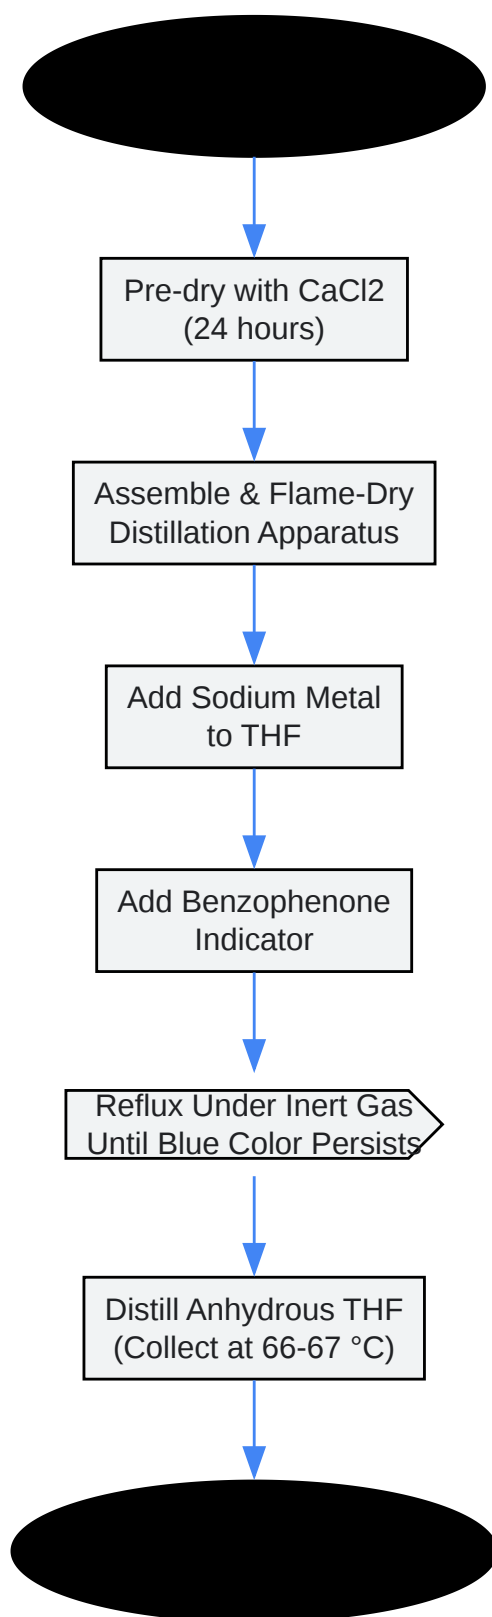 Pre-dry with CaCl2
(24 hours)
Assemble & Flame-Dry
Distillation Apparatus
Add Sodium Metal
to THF
Add Benzophenone
Indicator
Reflux Under Inert Gas
Until Blue Color Persists
Distill Anhydrous THF
(Collect at 66-67 °C)